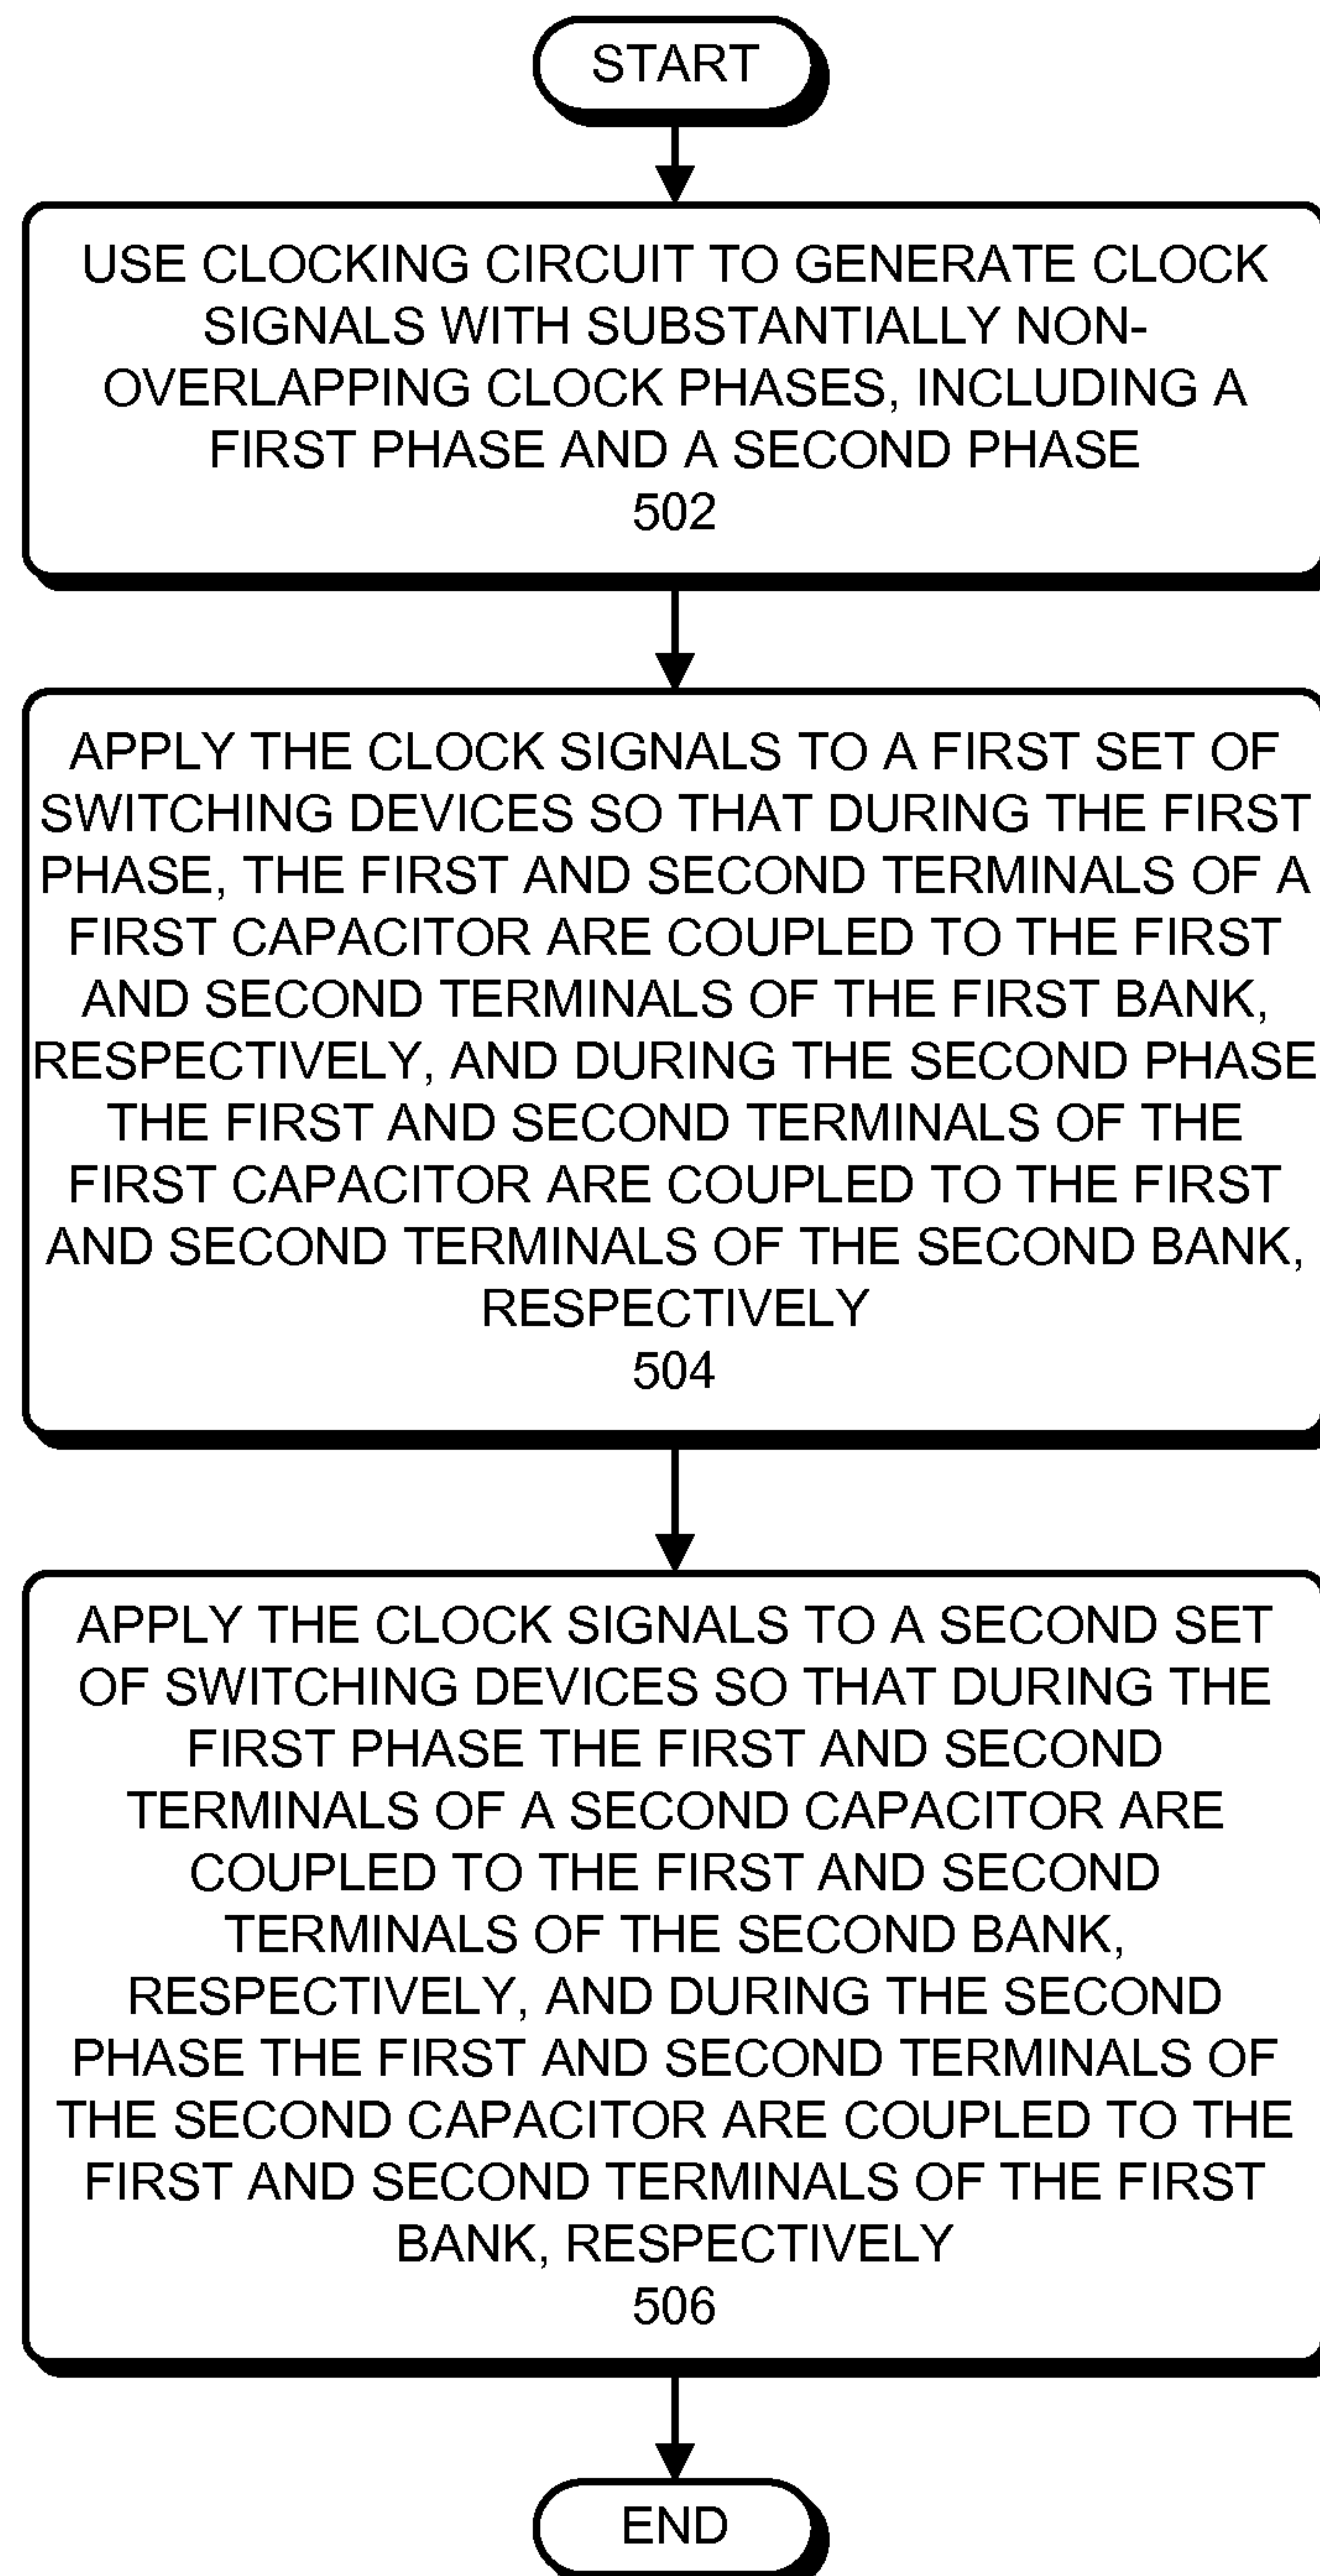 START
USE CLOCKING CIRCUIT TO GENERATE CLOCK
SIGNALS WITH SUBSTANTIALLY NON-
OVERLAPPING CLOCK PHASES, INCLUDING A
FIRST PHASE AND A SECOND PHASE
502
APPLY THE CLOCK SIGNALS TO A FIRST SET OF
SWITCHING DEVICES SO THAT DURING THE FIRST
PHASE, THE FIRST AND SECOND TERMINALS OF A
FIRST CAPACITOR ARE COUPLED TO THE FIRST
AND SECOND TERMINALS OF THE FIRST BANK,
RESPECTIVELY, AND DURING THE SECOND PHASE
THE FIRST AND SECOND TERMINALS OF THE
FIRST CAPACITOR ARE COUPLED TO THE FIRST
AND SECOND TERMINALS OF THE SECOND BANK,
RESPECTIVELY
504
APPLY THE CLOCK SIGNALS TO A SECOND SET
OF SWITCHING DEVICES SO THAT DURING THE
FIRST PHASE THE FIRST AND SECOND
TERMINALS OF A SECOND CAPACITOR ARE
COUPLED TO THE FIRST AND SECOND
TERMINALS OF THE SECOND BANK,
RESPECTIVELY, AND DURING THE SECOND
PHASE THE FIRST AND SECOND TERMINALS OF
THE SECOND CAPACITOR ARE COUPLED TO THE
FIRST AND SECOND TERMINALS OF THE FIRST
BANK, RESPECTIVELY
506
END